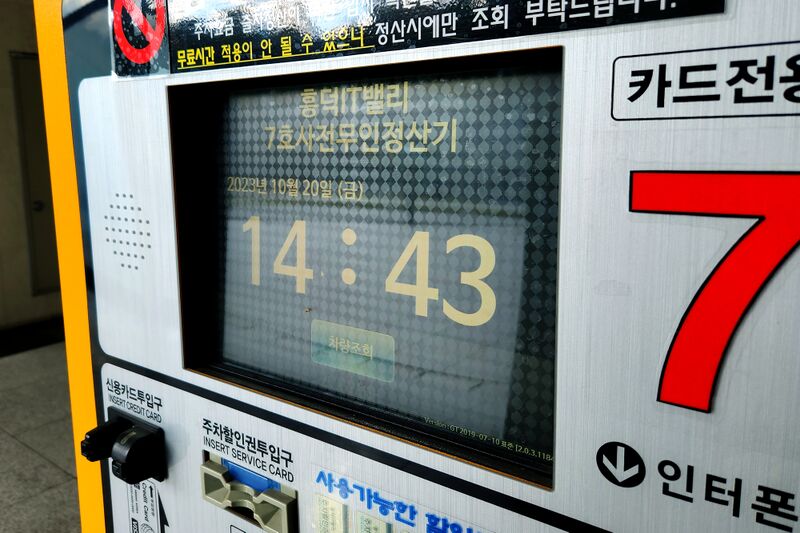 무료시간 적용이 안 될 수 있으니 정산시에만 조회 부탁드립니다.
카드전용
흥덕IT밸리
7호사전무인정산기
2023년 10월 20일 (금)
14:43
차량조회
7
신용카드투입구
INSERT CREDIT CARD
주차할인권투입구
INSERT SERVICE CARD
사용가능한
인터폰